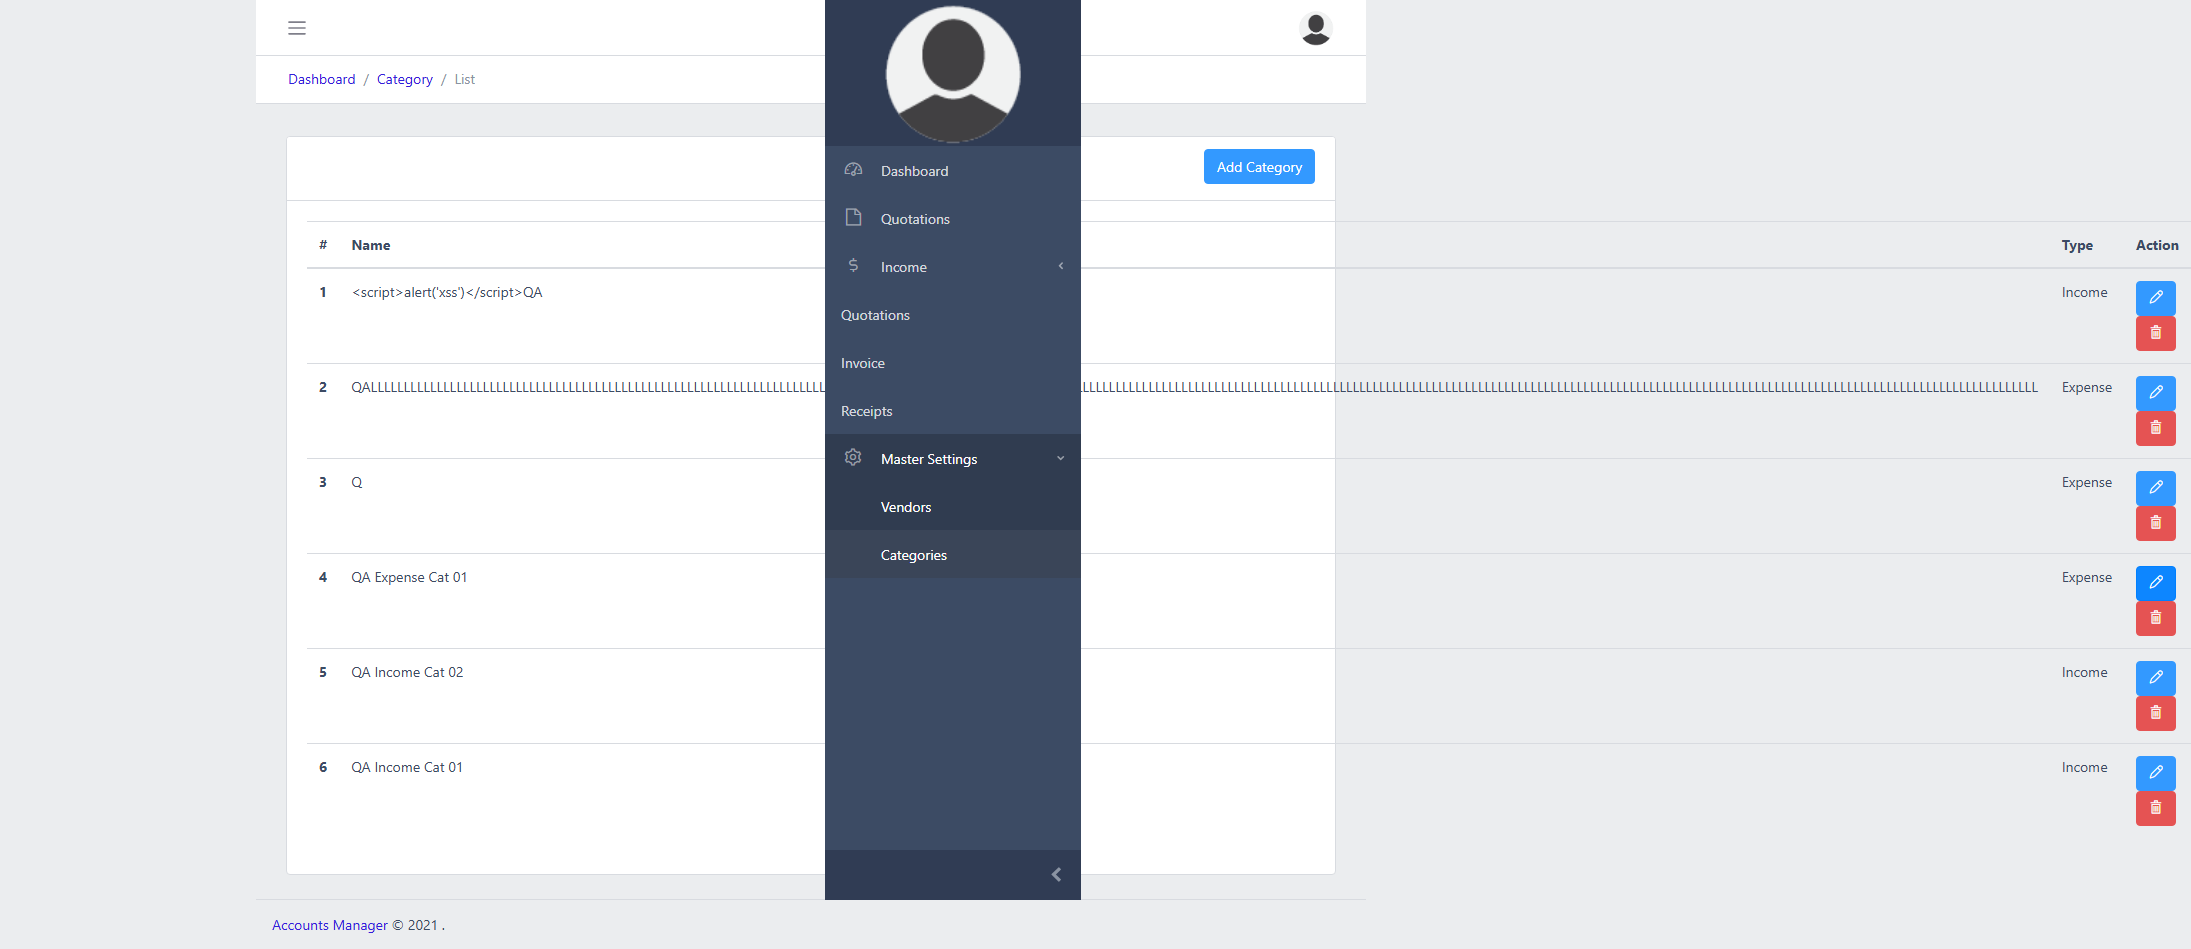 Dashboard / Category / List
Add Category
Dashboard
Quotations
Income
Quotations
Invoice
Receipts
Master Settings
Vendors
Categories
# Name Type Action
1 <script>alert('xss')</script>QA Income
2 Expense
3 Q Expense
4 QA Expense Cat 01 Expense
5 QA Income Cat 02 Income
6 QA Income Cat 01 Income
Accounts Manager © 2021 .